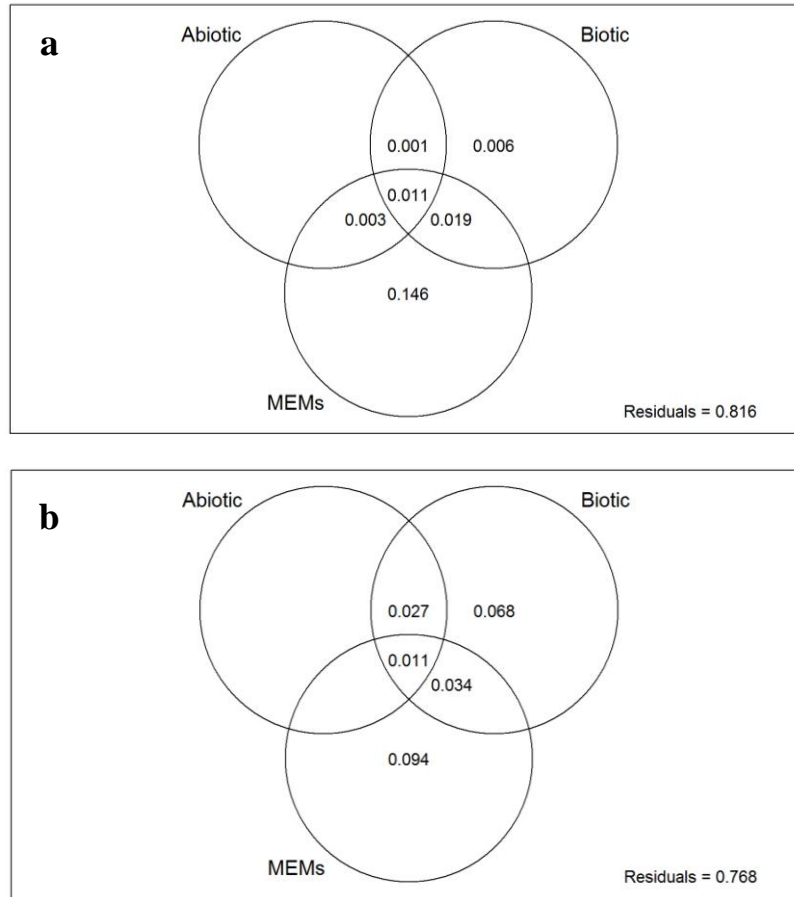 a
Abiotic
Biotic
0.001
0.006
0.011
0.003
0.019
0.146
MEMs
Residuals = 0.816
b
Abiotic
Biotic
0.027
0.068
0.011
0.034
0.094
MEMs
Residuals = 0.768